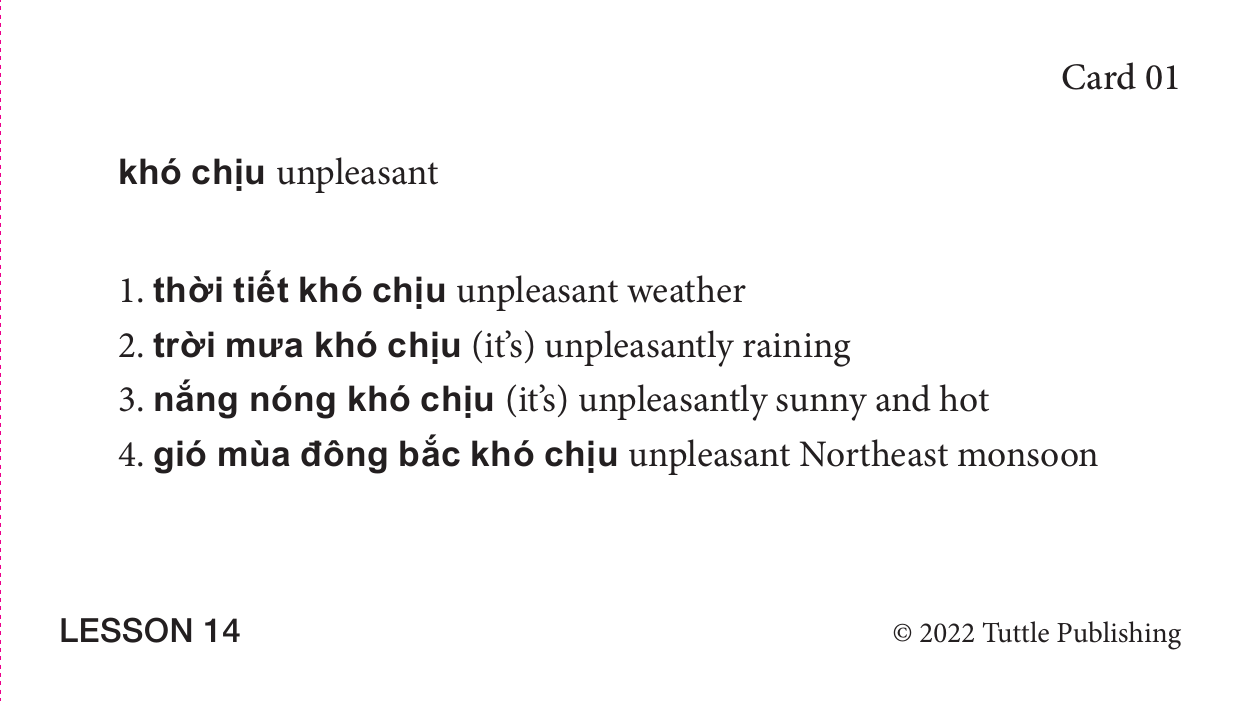 Card 01
khó chịu unpleasant
1. thời tiết khó chịu unpleasant weather
2. trời mưa khó chịu (it’s) unpleasantly raining
3. nắng nóng khó chịu (it’s) unpleasantly sunny and hot
4. gió mùa đông bắc khó chịu unpleasant Northeast monsoon
LESSON 14
© 2022 Tuttle Publishing